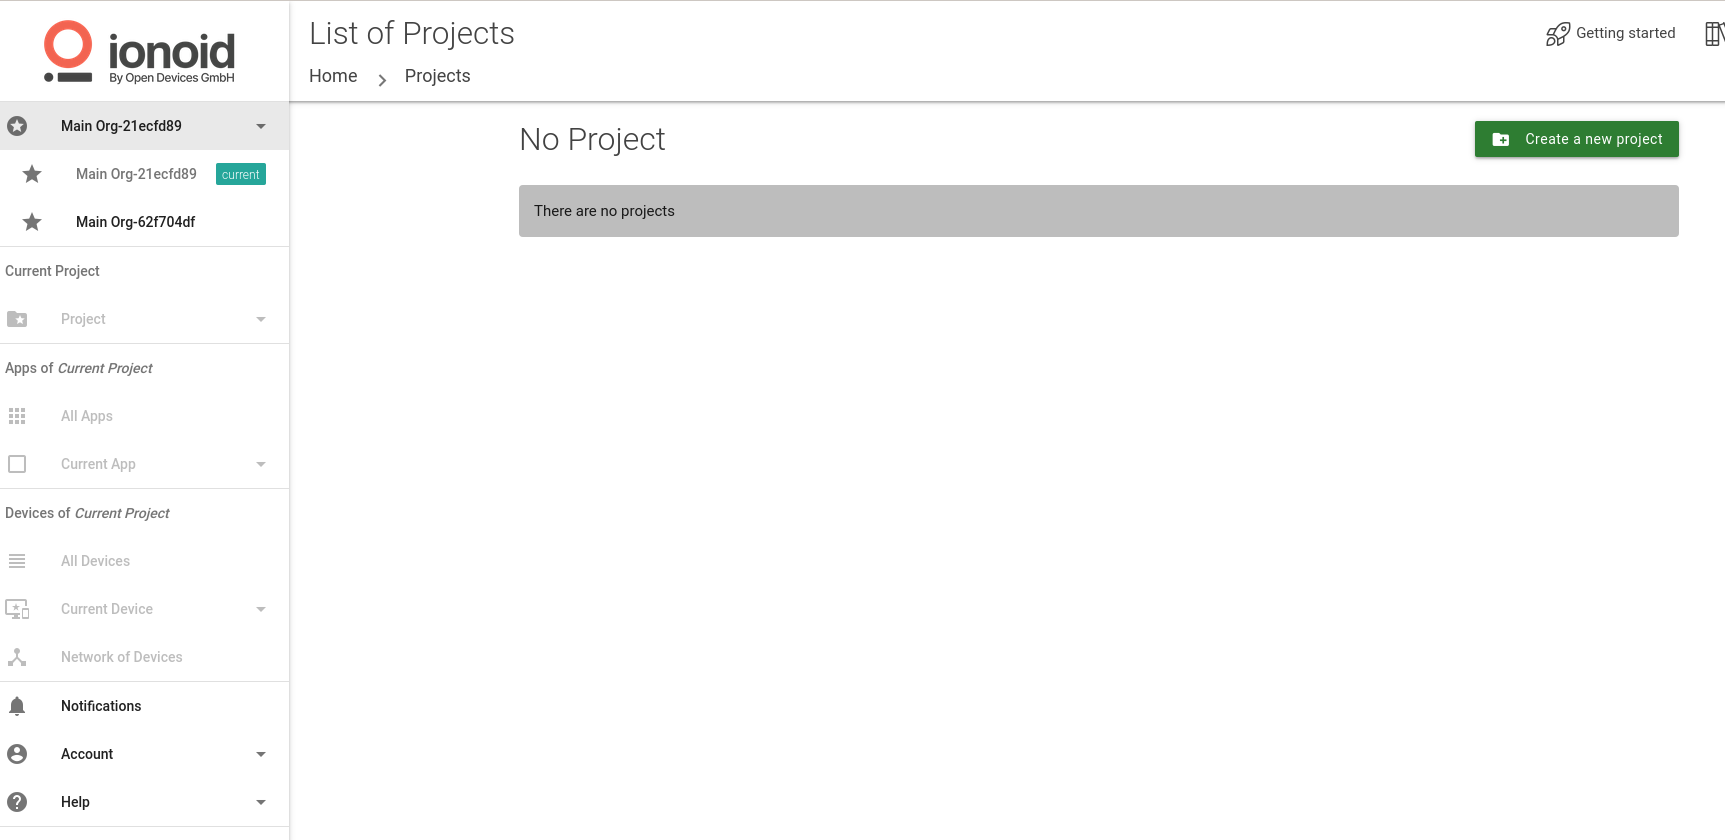 ionoid
By Open Devices GmbH
List of Projects
Home
Projects
Getting started
Main Org-21ecfd89
Main Org-21ecfd89 current
Main Org-62f704df
Current Project
Project
Apps of Current Project
All Apps
Current App
Devices of Current Project
All Devices
Current Device
Network of Devices
Notifications
Account
Help
No Project
Create a new project
There are no projects